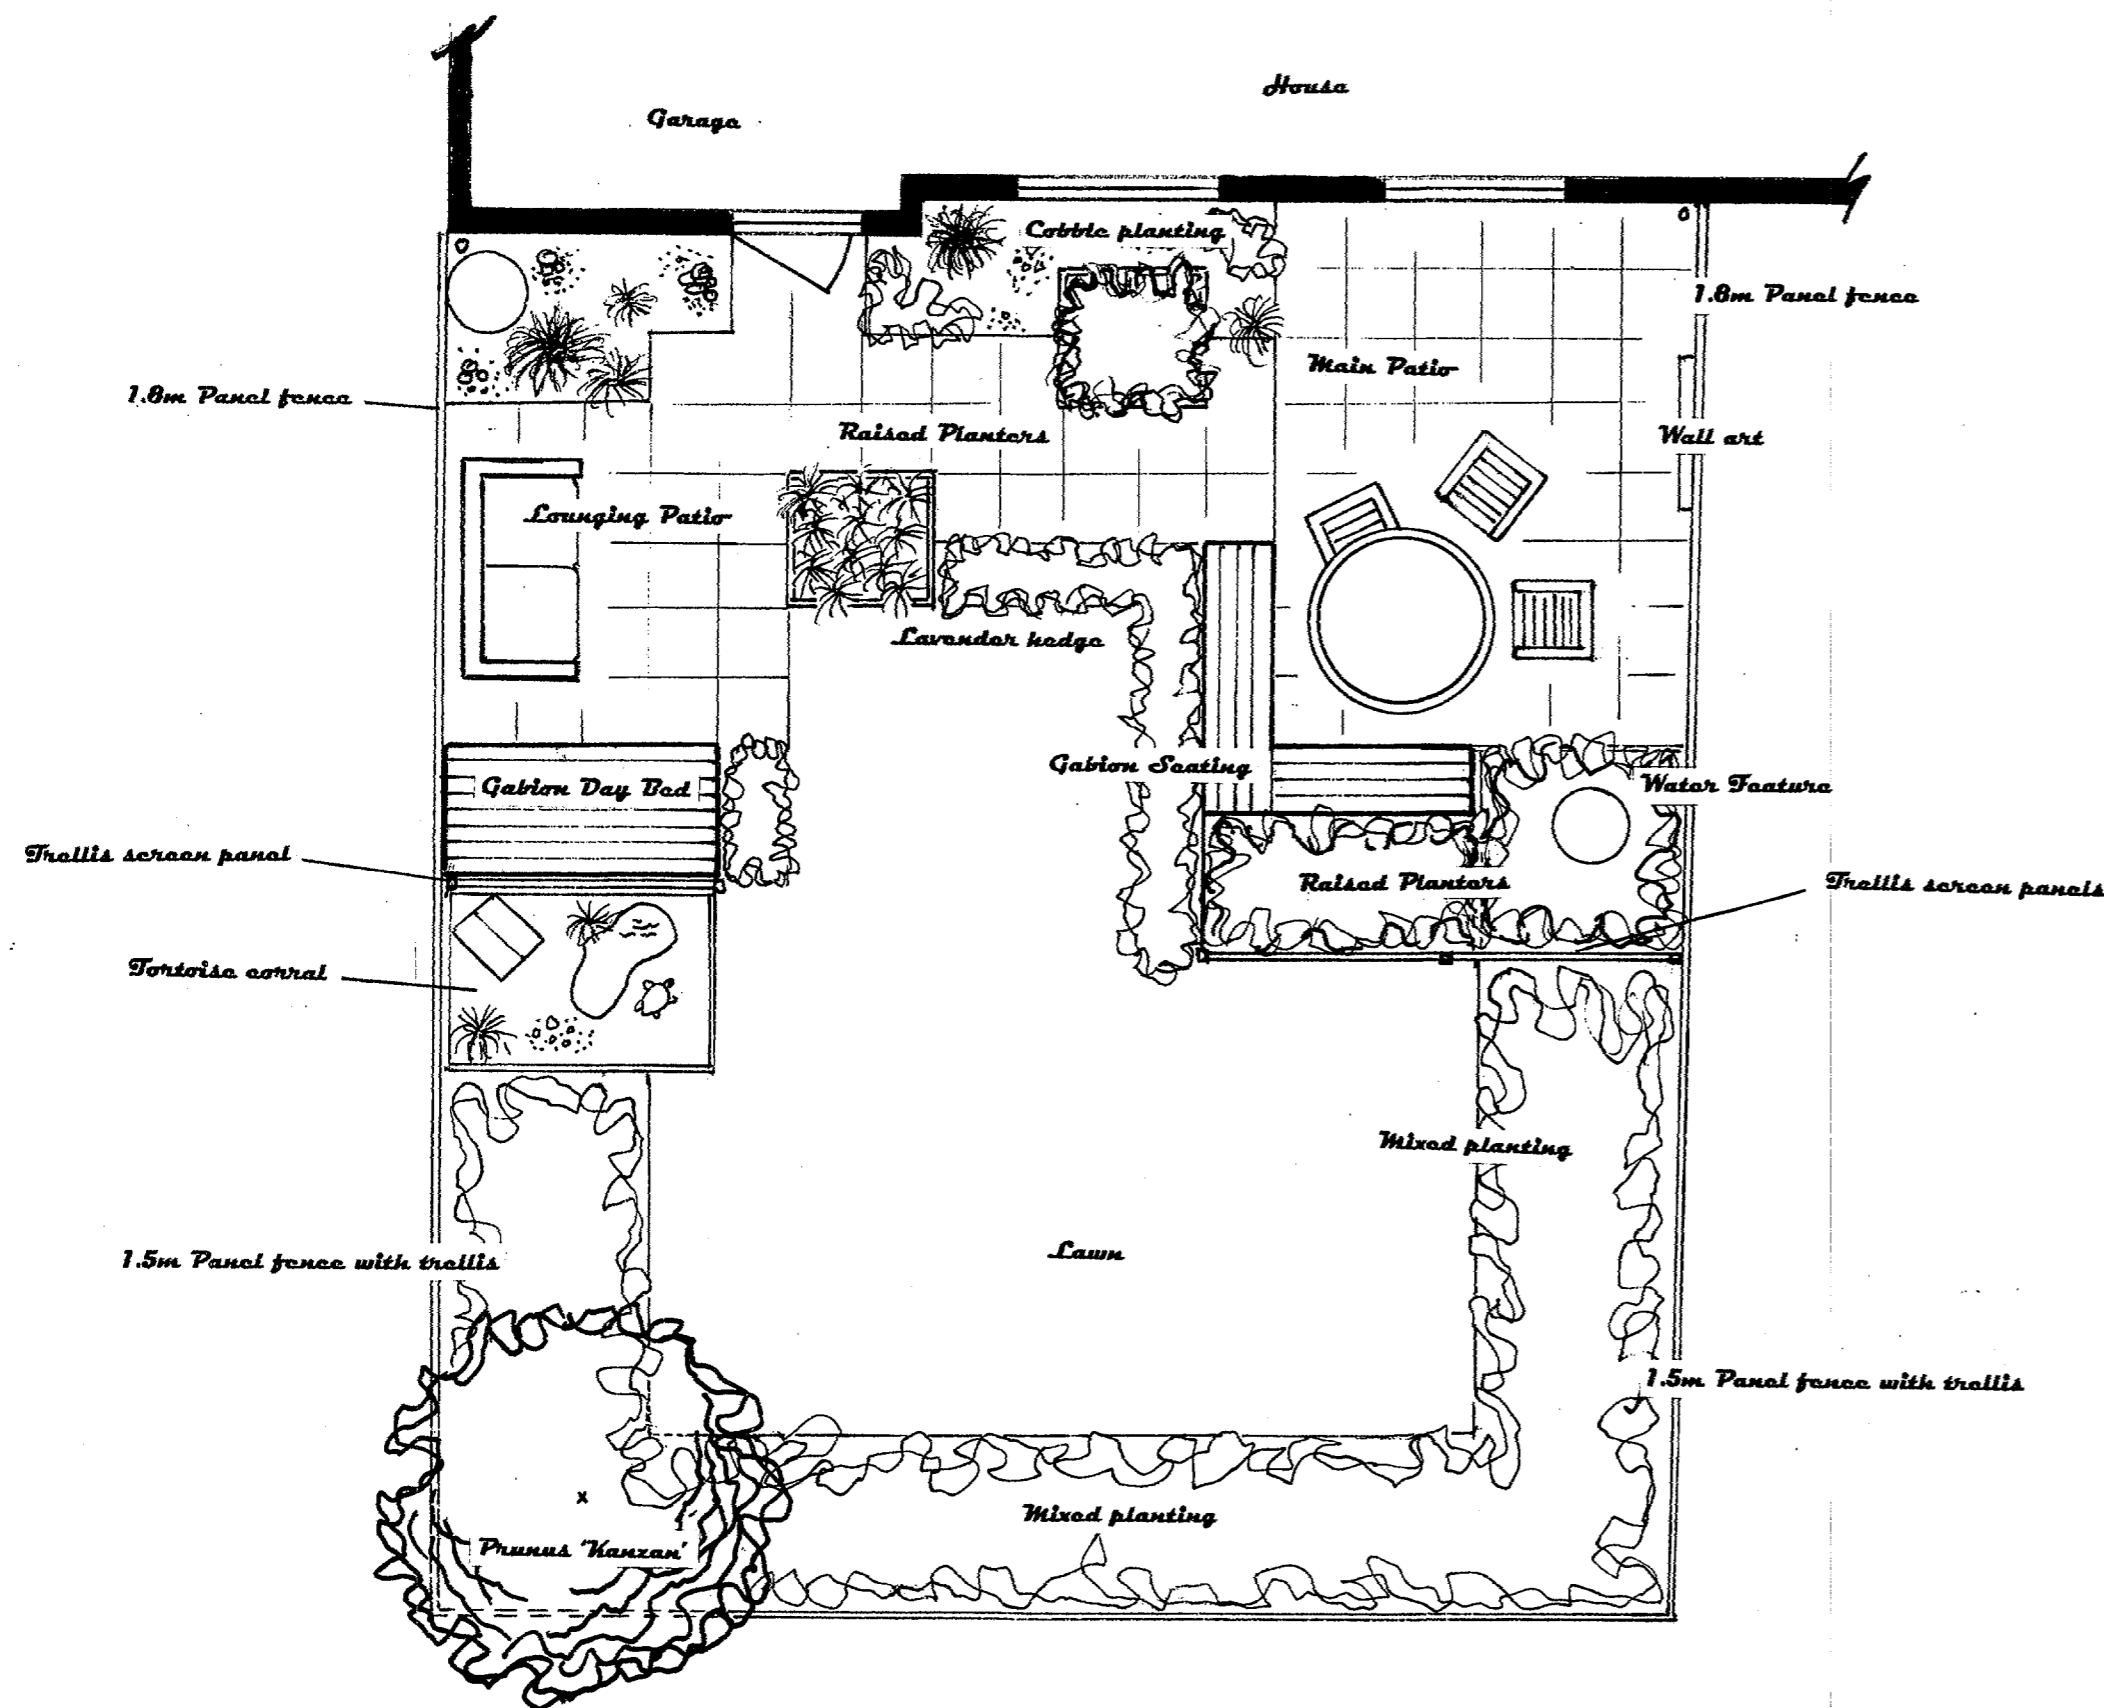 House
Garage
Cobble planting
1.8m Panel fence
Main Patio
1.8m Panel fence
Raised Planters
Wall art
Lounging Patio
Lavender hedge
Gabion Seating
Water Feature
Gabion Day Bed
Trellis screen panel
Raised Planters
Trellis screen panels
Tortoise corral
Mixed planting
Lawn
1.5m Panel fence with trellis
1.5m Panel fence with trellis
Mixed planting
x
Prunus 'Kanzan'